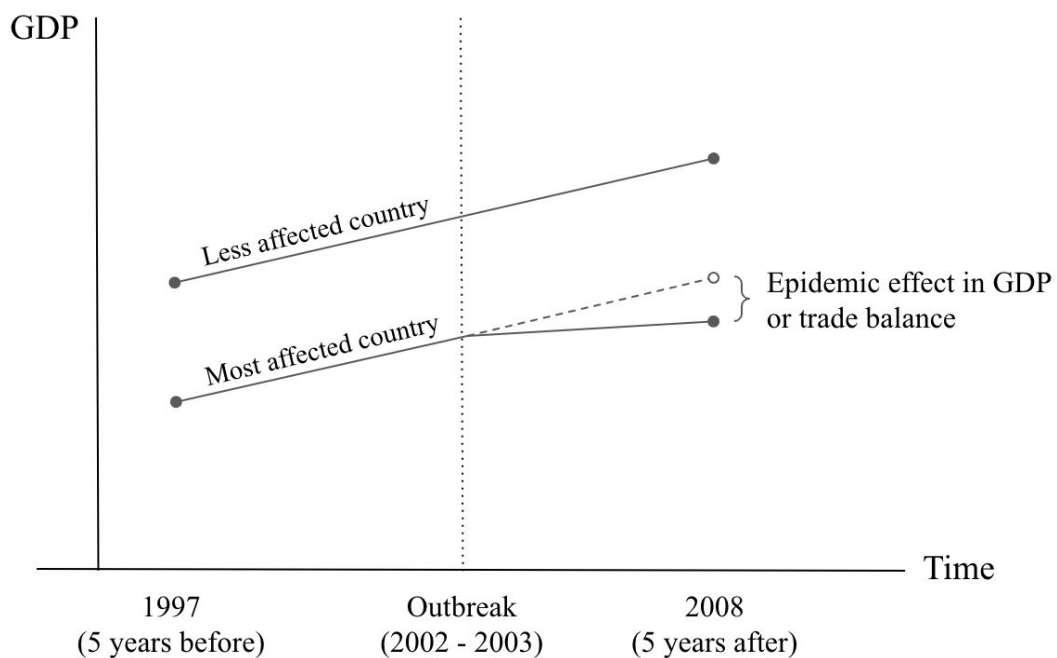 GDP
Less affected country
Most affected country
Epidemic effect in GDP
or trade balance
Time
1997
(5 years before)
Outbreak
(2002 - 2003)
2008
(5 years after)